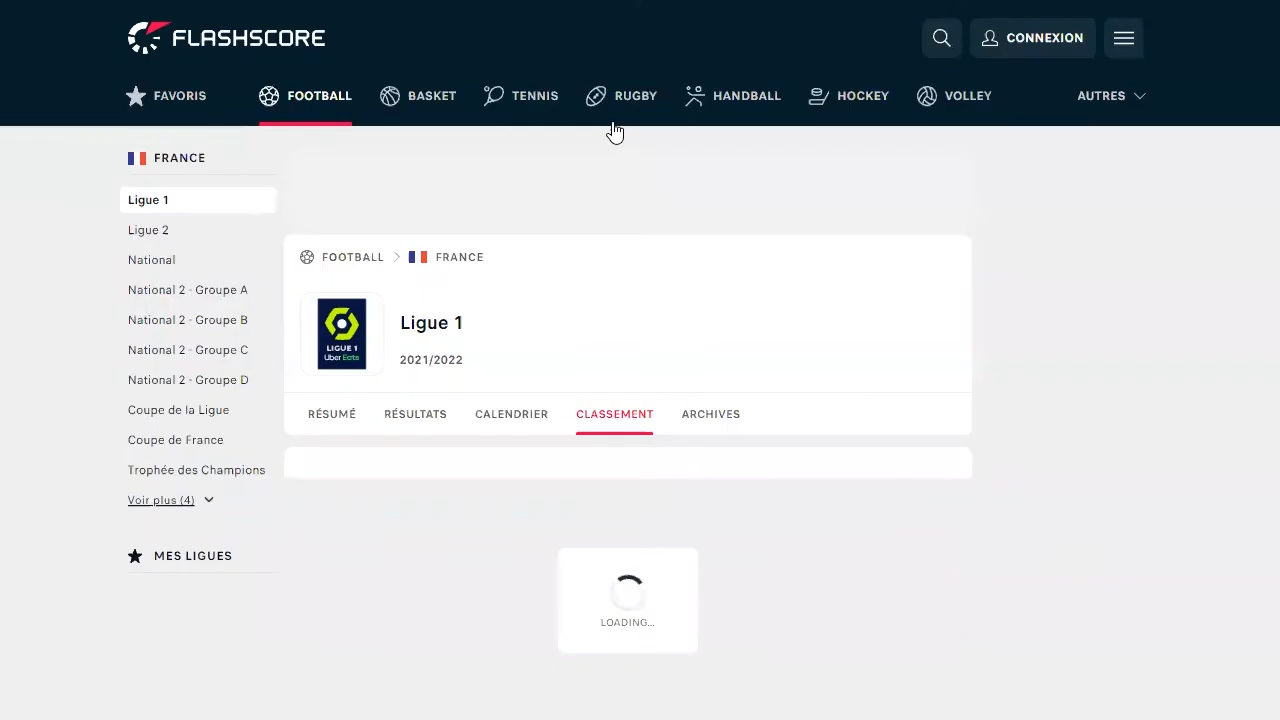 FLASHSCORE
CONNEXION
FAVORIS FOOTBALL BASKET TENNIS RUGBY HANDBALL HOCKEY VOLLEY AUTRES
FRANCE
Ligue 1
Ligue 2
National
National 2 - Groupe A
National 2 - Groupe B
National 2 - Groupe C
National 2 - Groupe D
Coupe de la Ligue
Coupe de France
Trophée des Champions
Voir plus (4)
MES LIGUES
FOOTBALL FRANCE
LIGUE 1
Uber Eats
Ligue 1
2021/2022
RÉSUMÉ RÉSULTATS CALENDRIER CLASSEMENT ARCHIVES
LOADING...